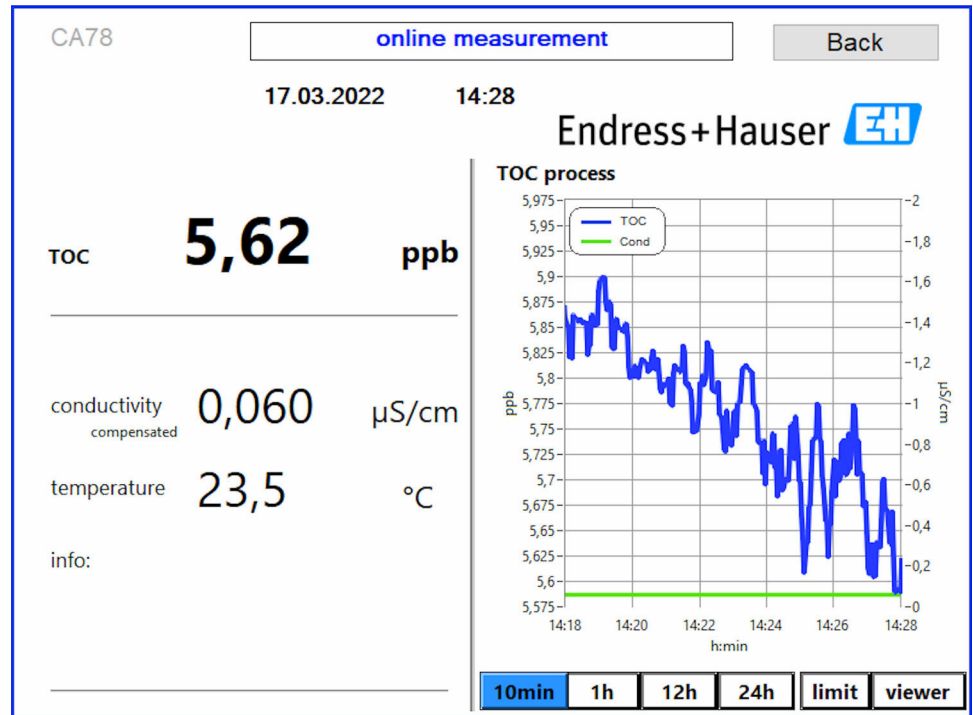 CA78 online measurement Back
17.03.2022 14:28
Endress+Hauser EH
TOC 5,62 ppb
conductivity 0,060 µS/cm
compensated
temperature 23,5 °C
info:
TOC process
TOC
Cond
5,975
5,95
5,925
5,9
5,875
5,85
5,825
5,8
5,775
5,75
5,725
5,7
5,675
5,65
5,625
5,6
5,575
ppb
2
1,8
1,6
1,4
1,2
1
0,8
0,6
0,4
0,2
0
µS/cm
14:18 14:20 14:22 14:24 14:26 14:28
h:min
10min 1h 12h 24h limit viewer